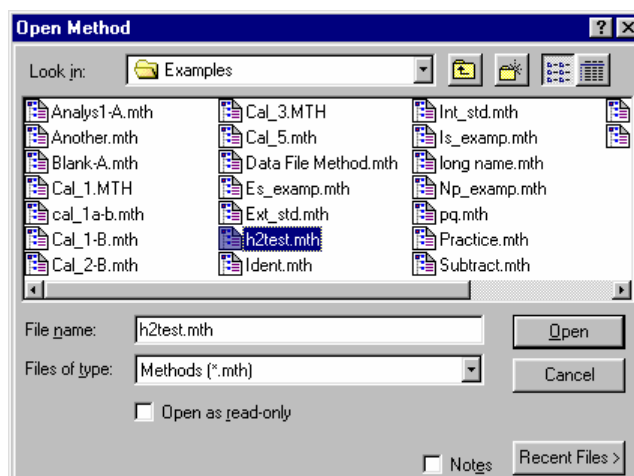 Open Method
Look in: Examples
Analys1-A.mth Cal_3.MTH Int_std.mth
Another.mth Cal_5.mth Is_examp.mth
Blank-A.mth Data File Method.mth long name.mth
Cal_1.MTH Es_examp.mth Np_examp.mth
cal_1a-b.mth Ext_std.mth pq.mth
Cal_1-B.mth h2test.mth Practice.mth
Cal_2-B.mth Ident.mth Subtract.mth
File name: h2test.mth Open
Files of type: Methods (*.mth) Cancel
Open as read-only
Notes Recent Files >